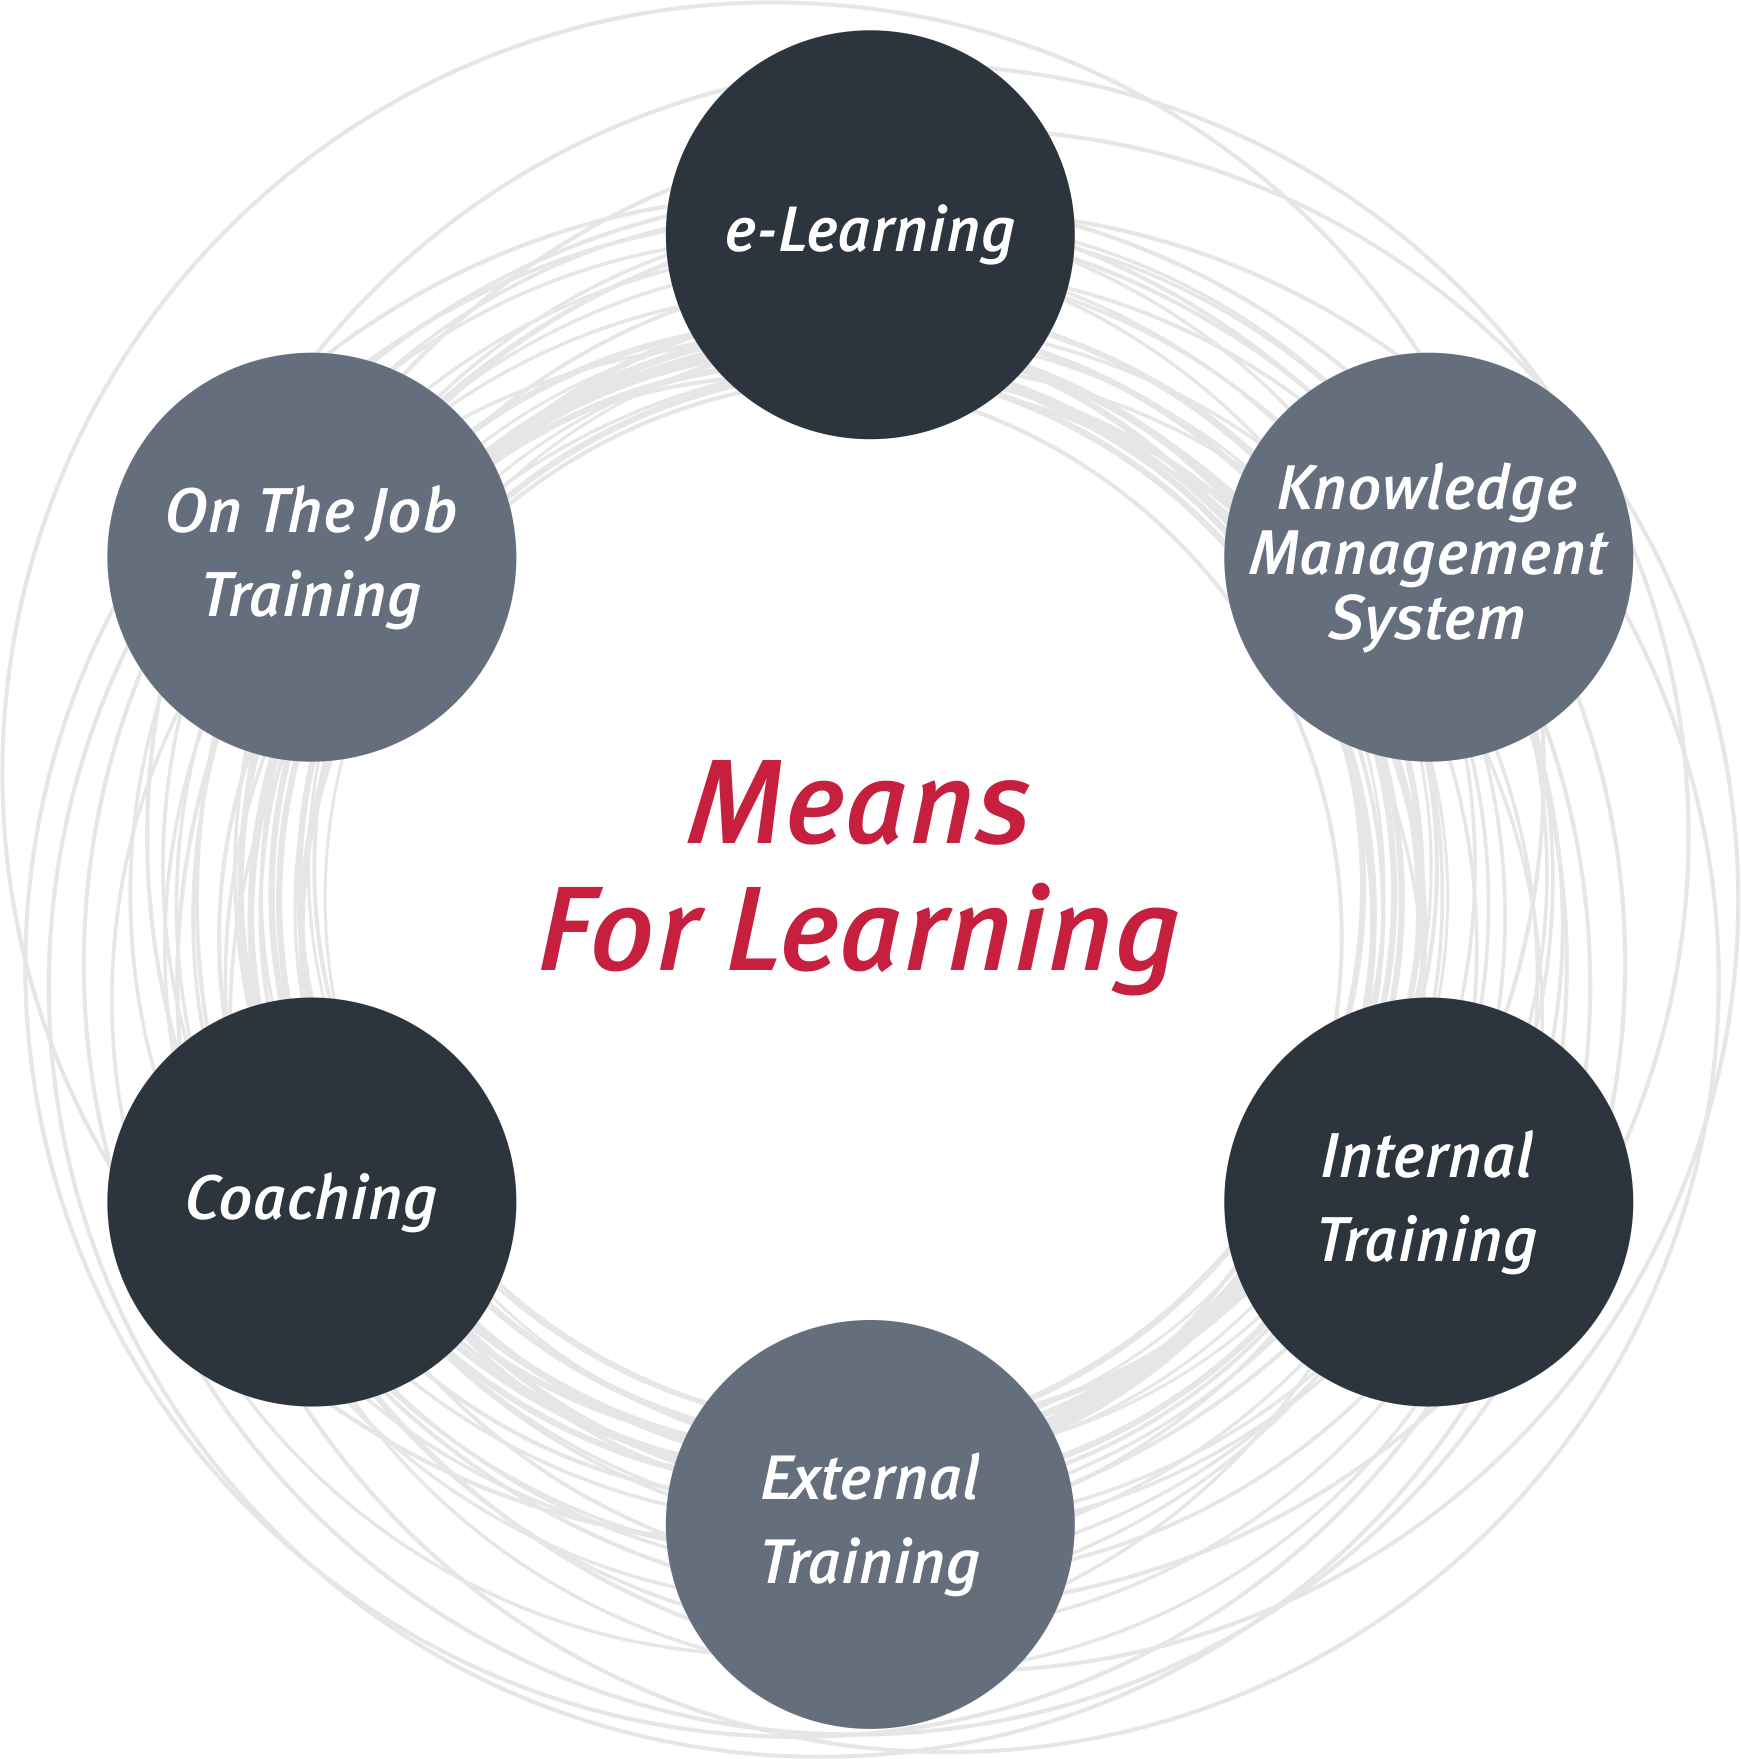 e-Learning
Knowledge
Management
System
On The Job
Training
Means
For Learning
Internal
Training
Coaching
External
Training